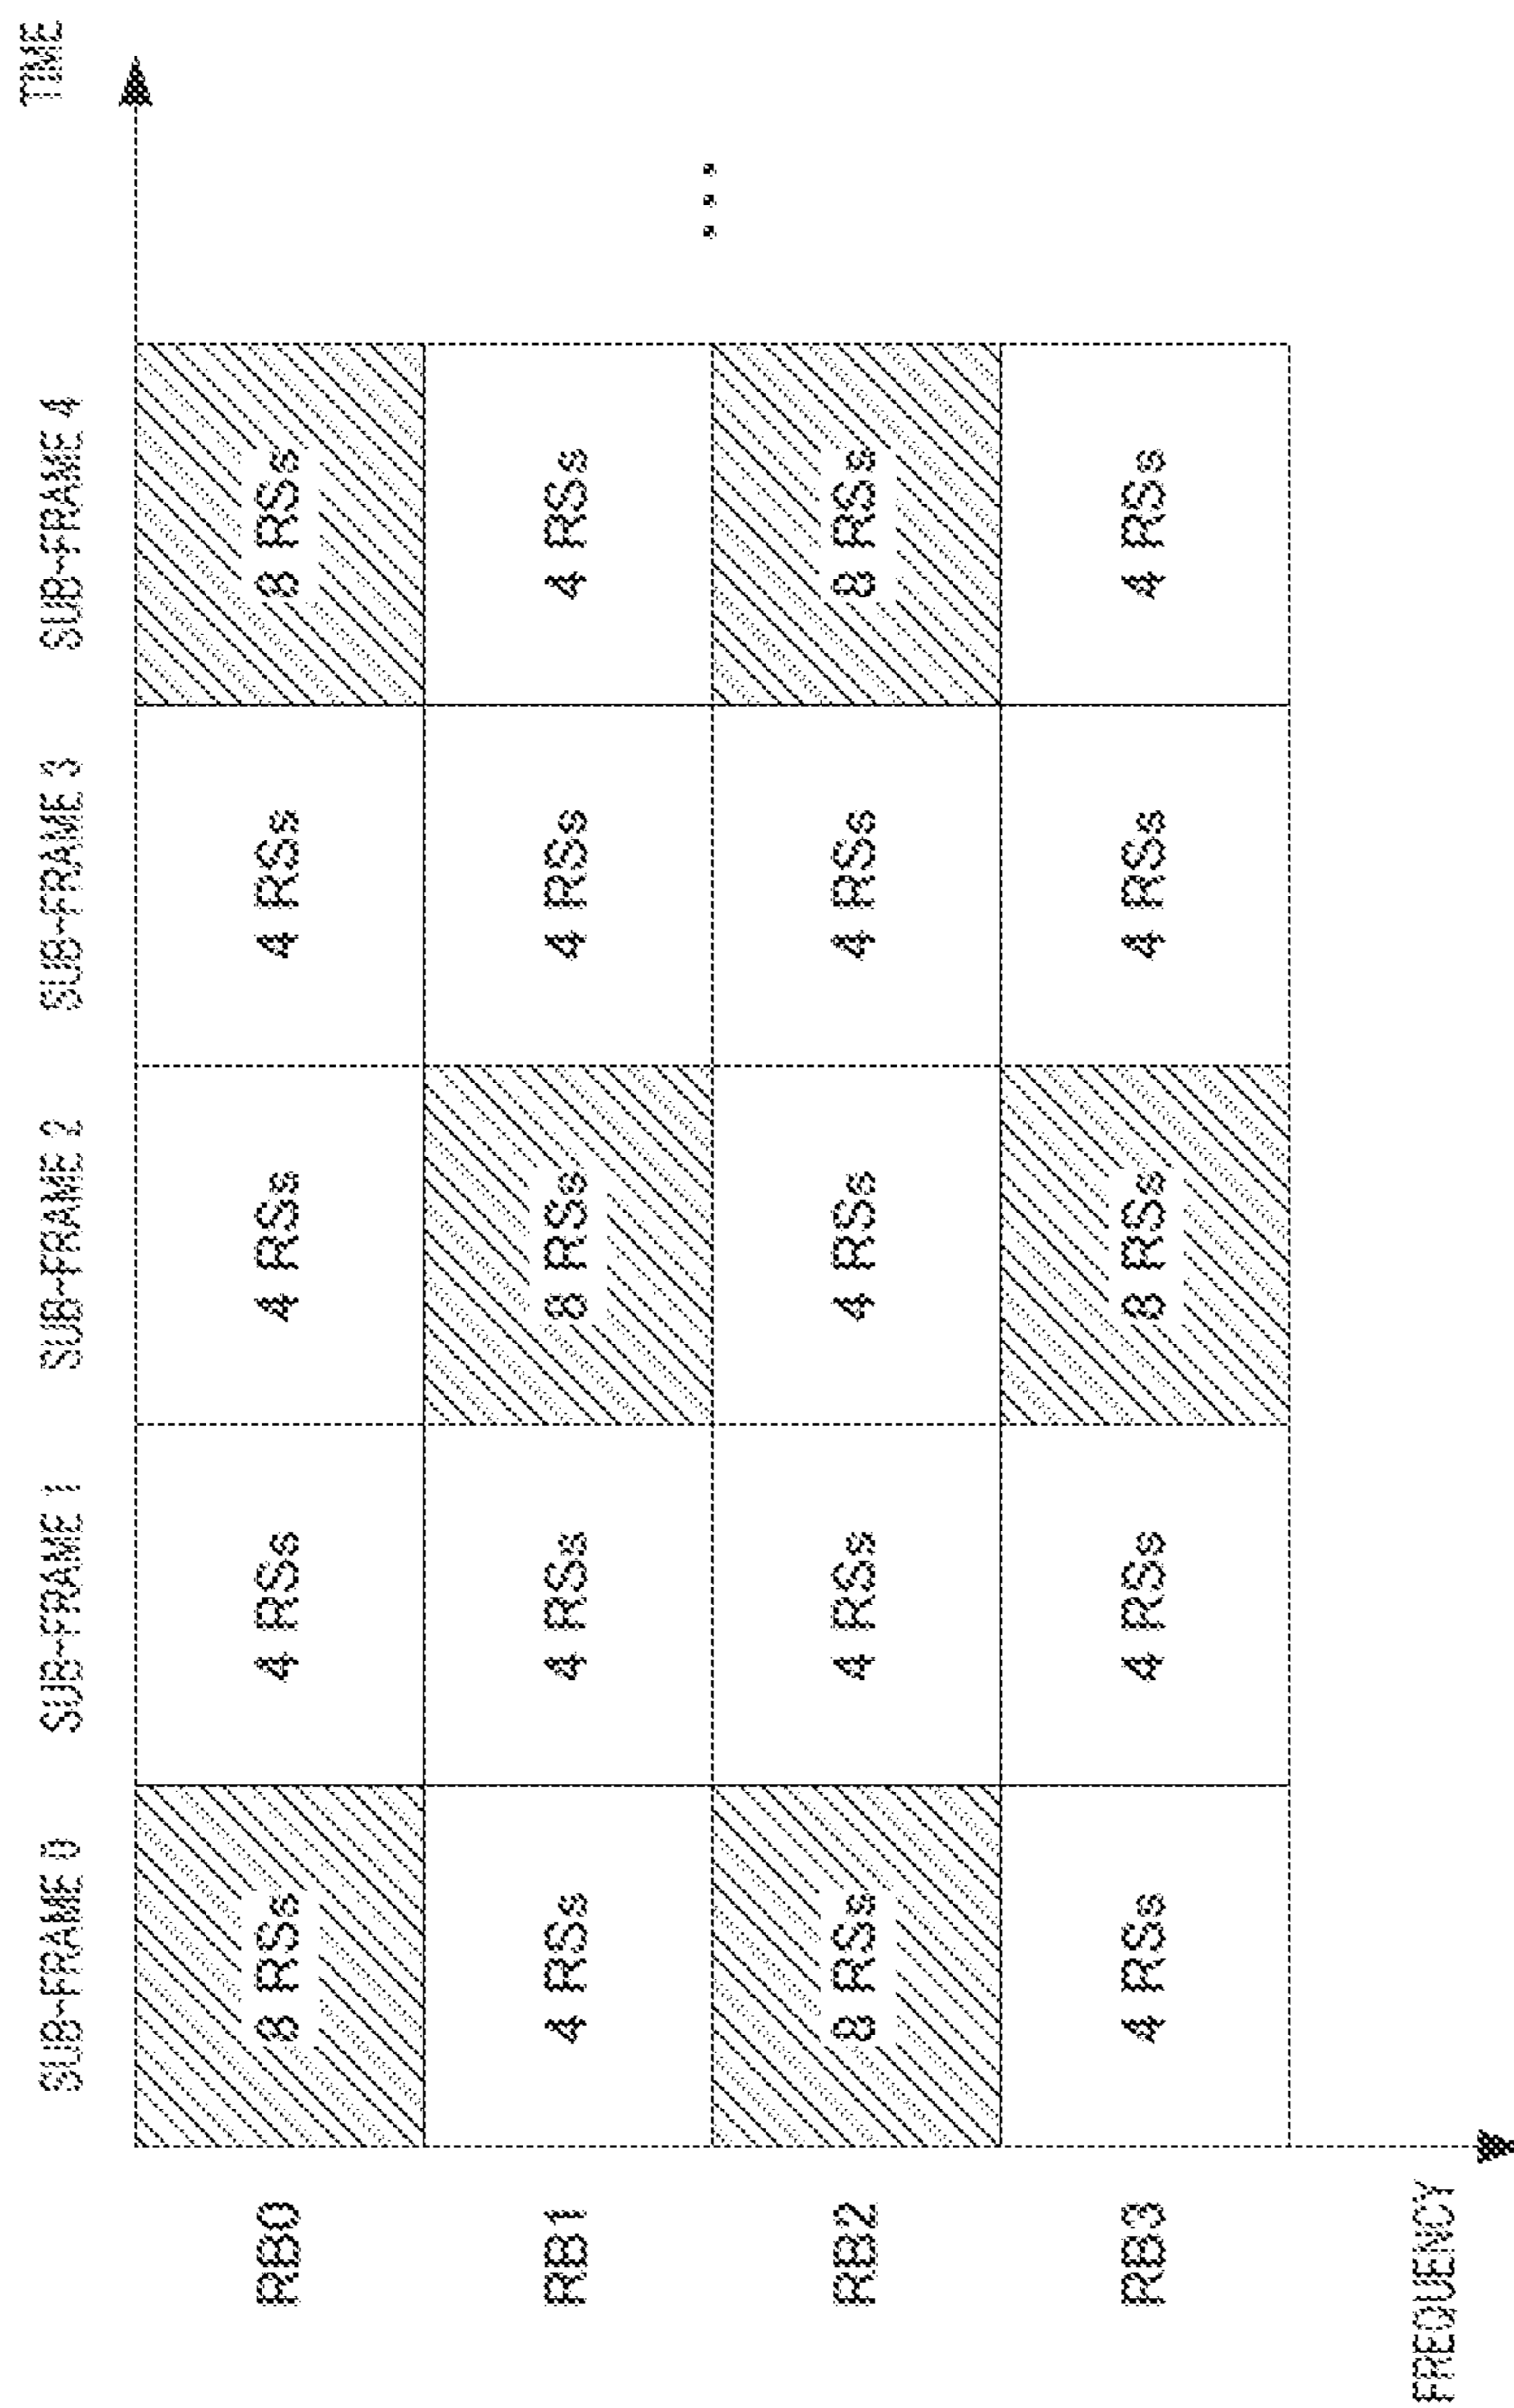 TIME
SUB-FRAME 0 SUB-FRAME 1 SUB-FRAME 2 SUB-FRAME 3 SUB-FRAME 4
RB0 8 RSs 4 RSs 4 RSs 4 RSs 8 RSs
RB1 4 RSs 4 RSs 8 RSs 4 RSs 4 RSs
...
RB2 8 RSs 4 RSs 4 RSs 4 RSs 8 RSs
RB3 4 RSs 4 RSs 8 RSs 4 RSs 4 RSs
FREQUENCY